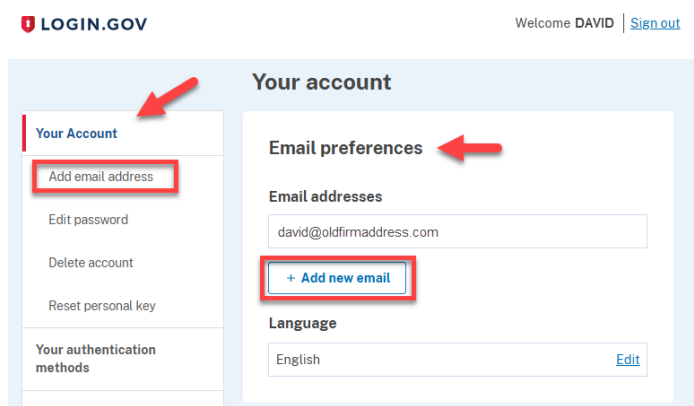 LOGIN.GOV
Welcome DAVID | Sign out
Your account
Your Account
Add email address
Edit password
Delete account
Reset personal key
Your authentication
methods
Email preferences
Email addresses
david@oldfirmaddress.com
+ Add new email
Language
English Edit